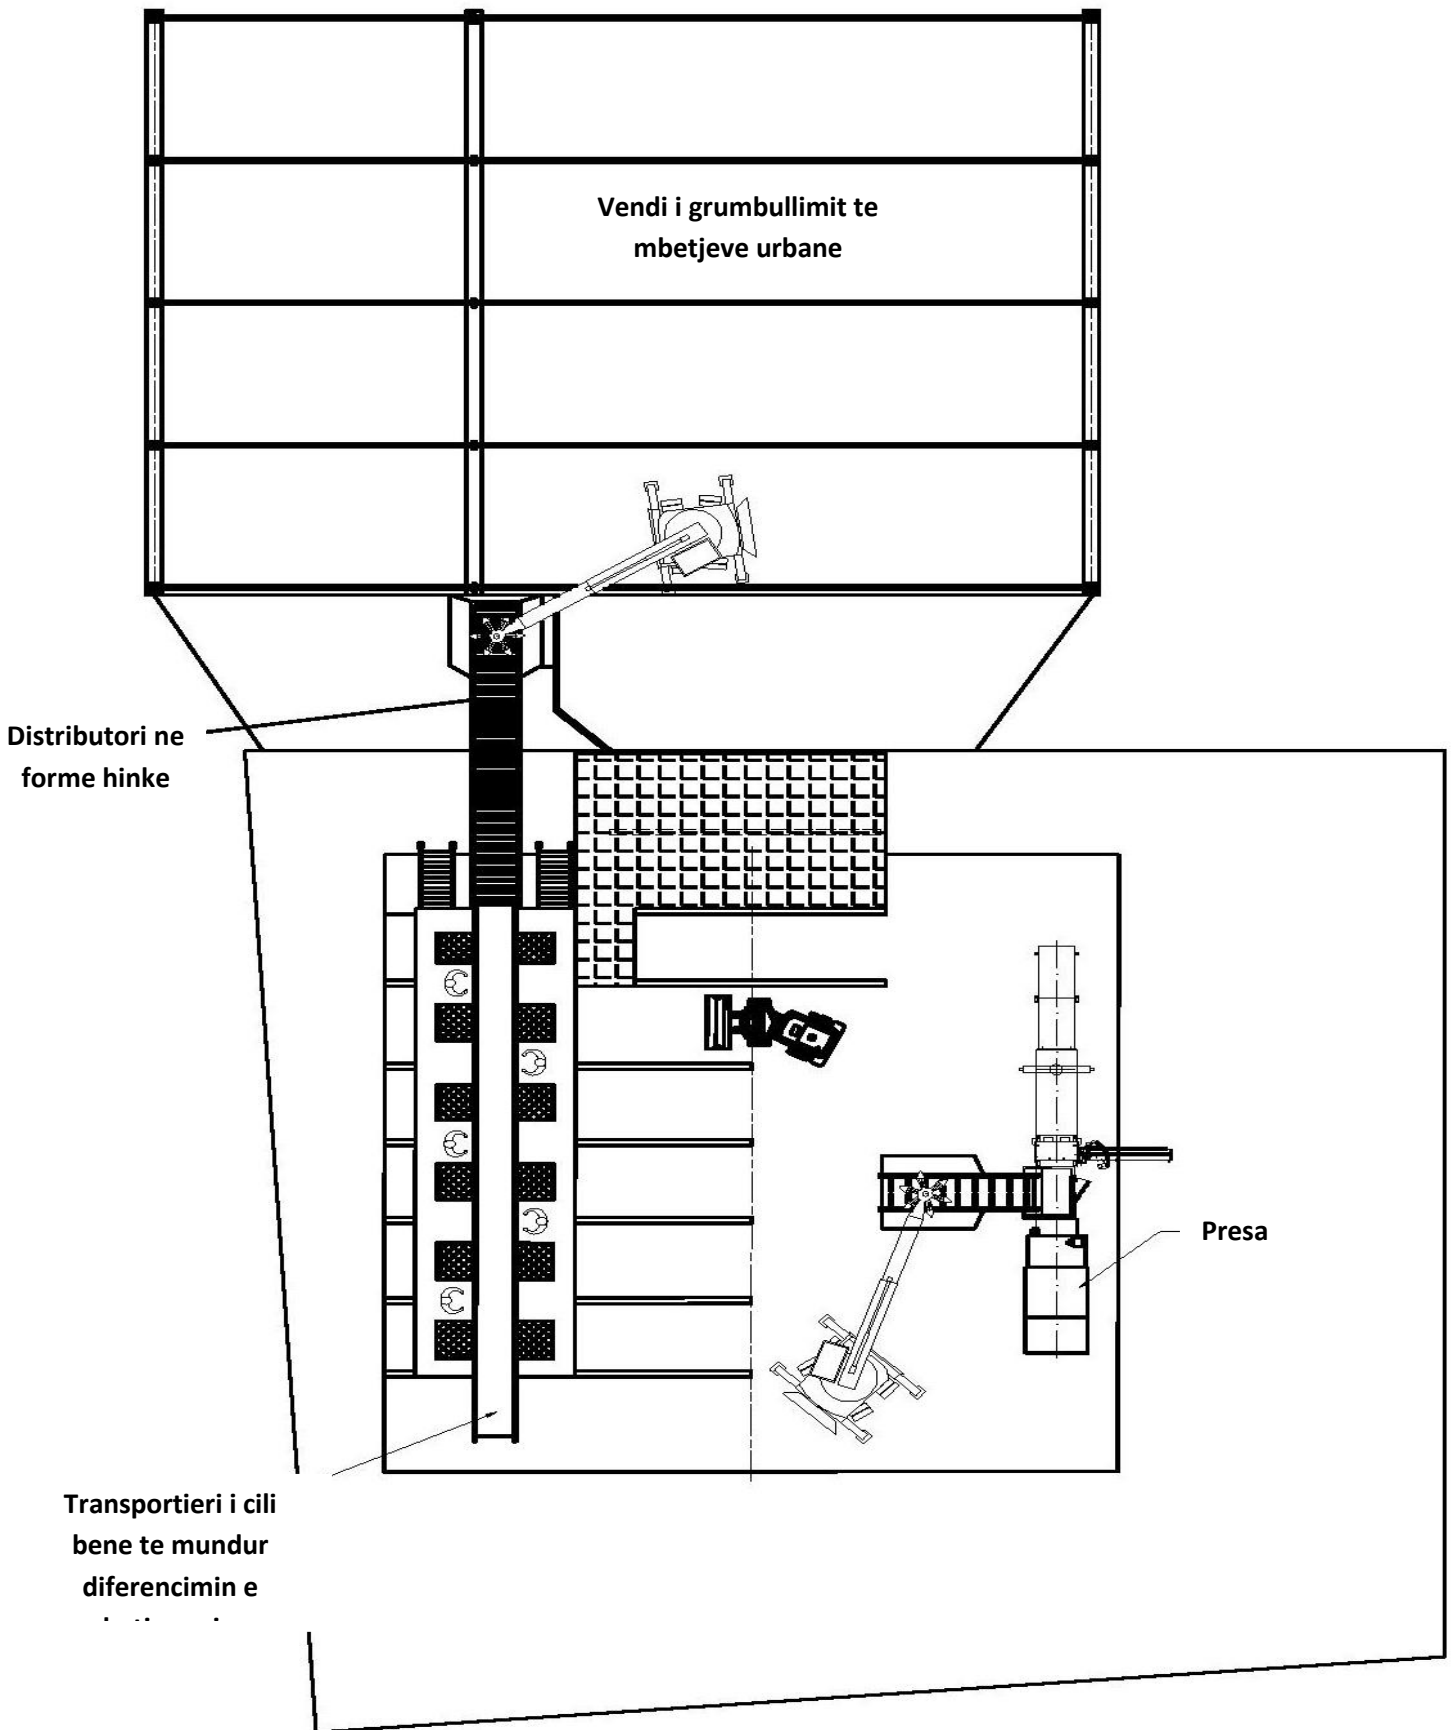 Vendi i grumbullimit te
mbetjeve urbane
Distributori ne
forme hinke
Presa
Transportieri i cili
bene te mundur
diferencimin e